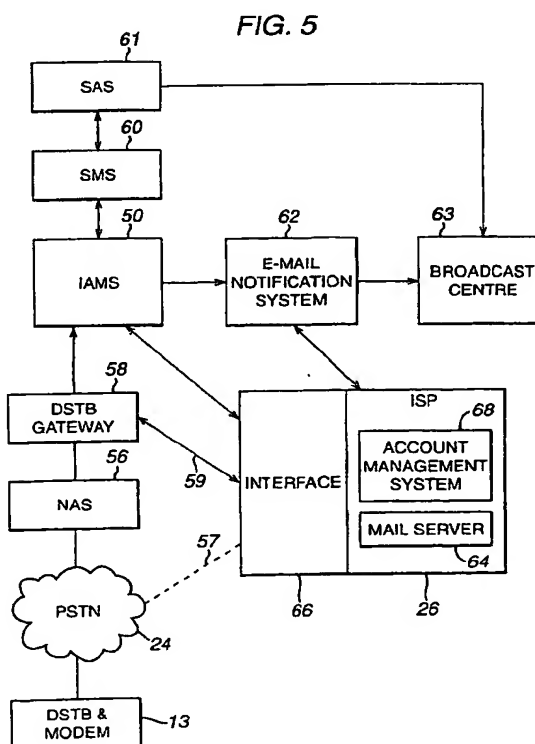 FIG. 5
61
SAS
60
SMS
50
IAMS
62
E-MAIL
NOTIFICATION
SYSTEM
63
BROADCAST
CENTRE
58
DSTB
GATEWAY
59
56
NAS
57
PSTN
24
DSTB &
MODEM
13
INTERFACE
66
ISP
68
ACCOUNT
MANAGEMENT
SYSTEM
MAIL SERVER
64
26